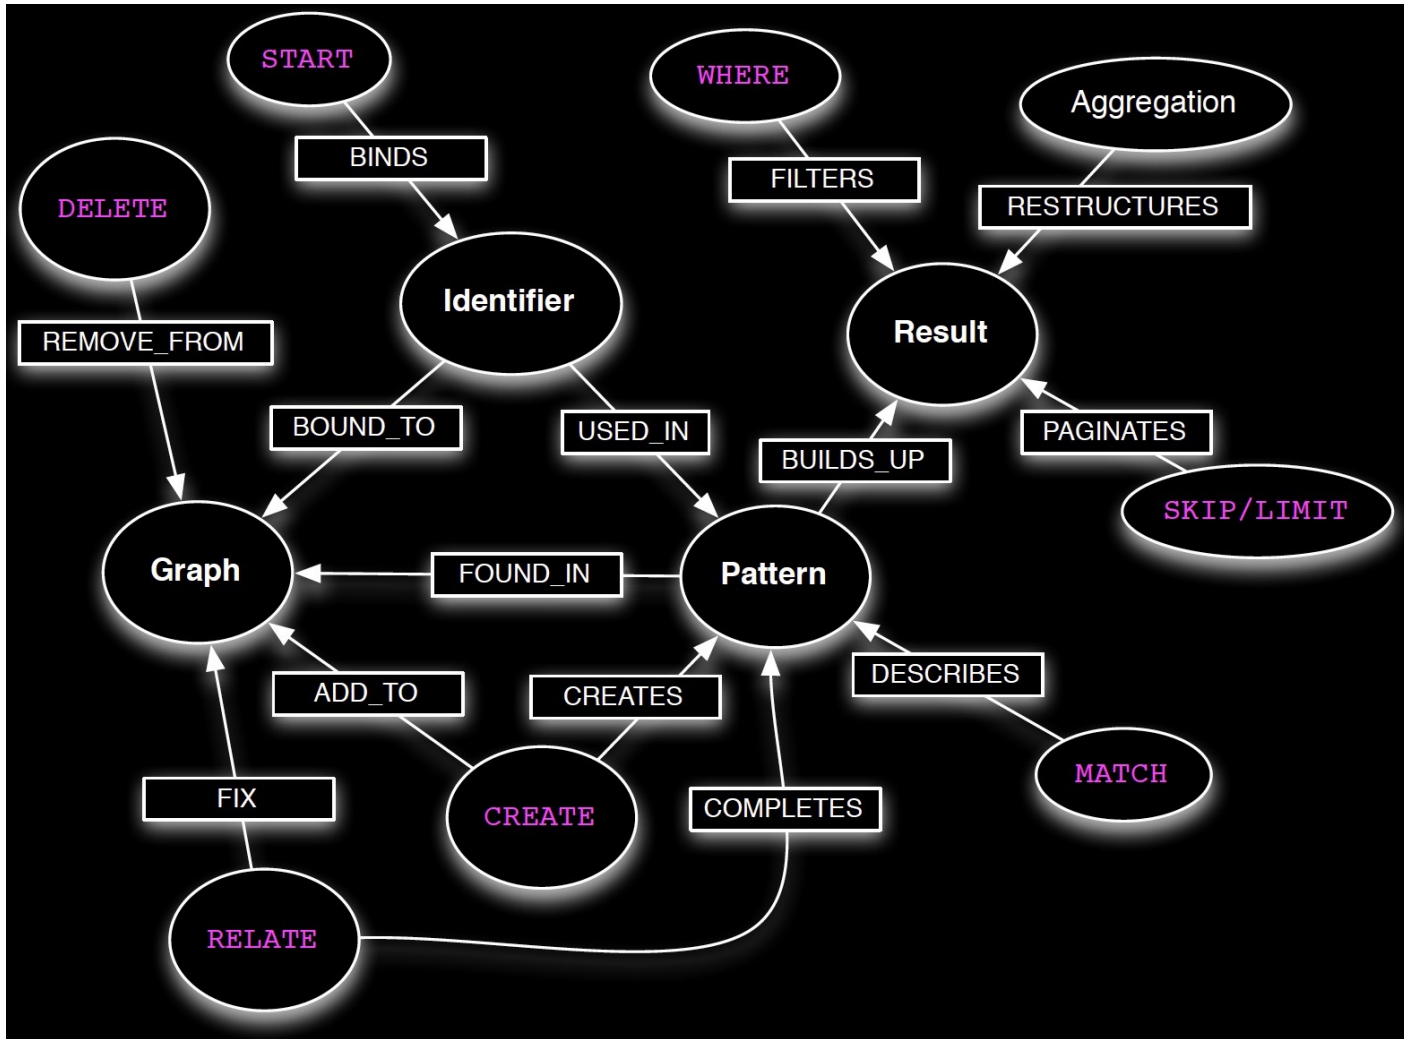 START
WHERE
Aggregation
BINDS
FILTERS
DELETE
RESTRUCTURES
Identifier
Result
REMOVE_FROM
BOUND_TO
USED_IN
PAGINATES
BUILDS_UP
SKIP/LIMIT
Graph
FOUND_IN
Pattern
DESCRIBES
ADD_TO
CREATES
MATCH
FIX
COMPLETES
CREATE
RELATE